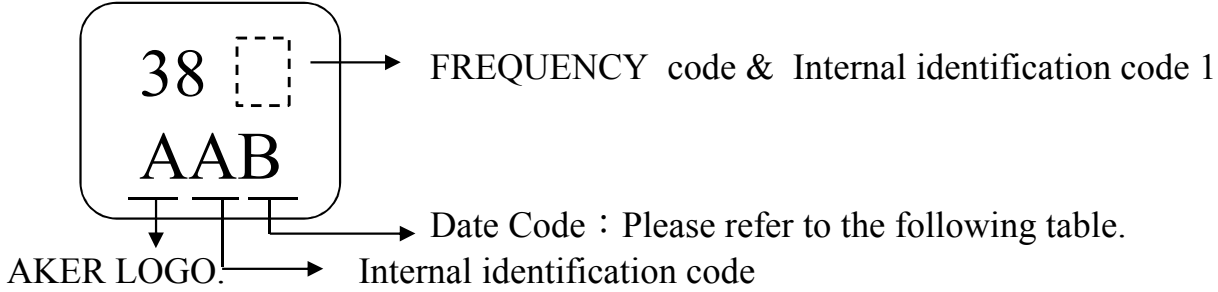 38 FREQUENCY code & Internal identification code 1
AAB
Date Code：Please refer to the following table.
AKER LOGO. Internal identification code